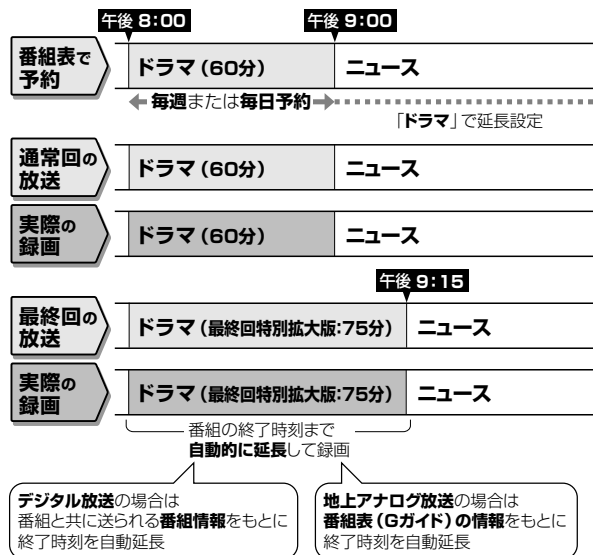 午後 8:00
午後 9:00
番組表で
予約
ドラマ（60分）
ニュース
毎週または毎日予約
「ドラマ」で延長設定
通常回の
放送
ドラマ（60分）
ニュース
実際の
録画
ドラマ（60分）
ニュース
午後 9:15
最終回の
放送
ドラマ（最終回特別拡大版:75分）
ニュース
実際の
録画
ドラマ（最終回特別拡大版:75分）
ニュース
番組の終了時刻まで
自動的に延長して録画
デジタル放送の場合は
番組と共に送られる番組情報をもとに
終了時刻を自動延長
地上アナログ放送の場合は
番組表（Gガイド）の情報をもとに
終了時刻を自動延長